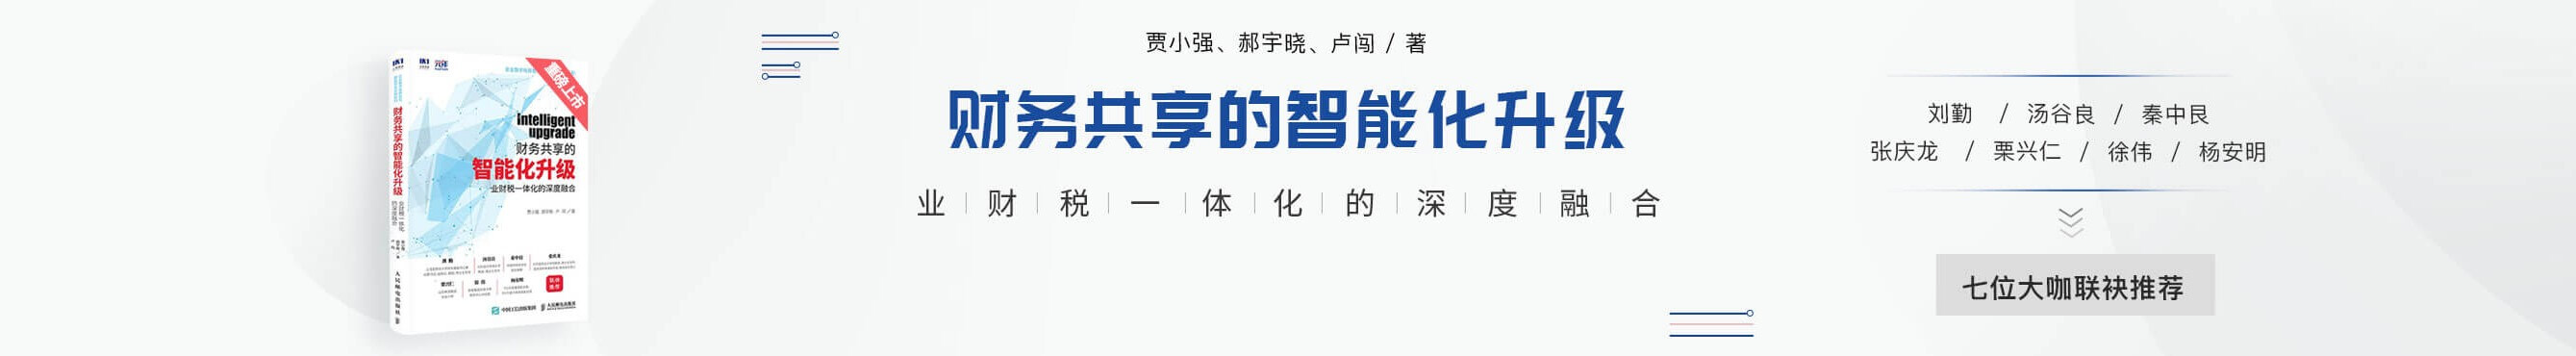 重磅上市
Intelligent
upgrade
财务共享的
智能化升级
业财税一体化的深度融合
财务共享的智能化升级
人民邮电出版社
贾小强、郝宇晓、卢闯 / 著
财务共享的智能化升级
业 财 税 一 体 化 的 深 度 融 合
刘勤 / 汤谷良 / 秦中艮
张庆龙 / 栗兴仁 / 徐伟 / 杨安明
七位大咖联袂推荐